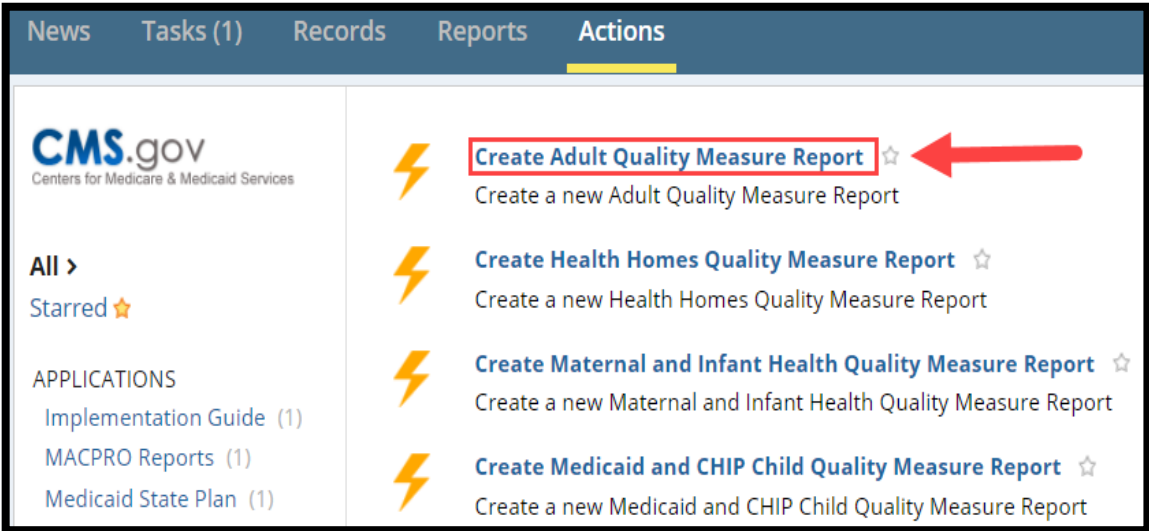 News Tasks (1) Records Reports Actions
CMS.gov
Centers for Medicare & Medicaid Services
All >
Starred
APPLICATIONS
Implementation Guide (1)
MACPRO Reports (1)
Medicaid State Plan (1)
Create Adult Quality Measure Report
Create a new Adult Quality Measure Report
Create Health Homes Quality Measure Report
Create a new Health Homes Quality Measure Report
Create Maternal and Infant Health Quality Measure Report
Create a new Maternal and Infant Health Quality Measure Report
Create Medicaid and CHIP Child Quality Measure Report
Create a new Medicaid and CHIP Child Quality Measure Report